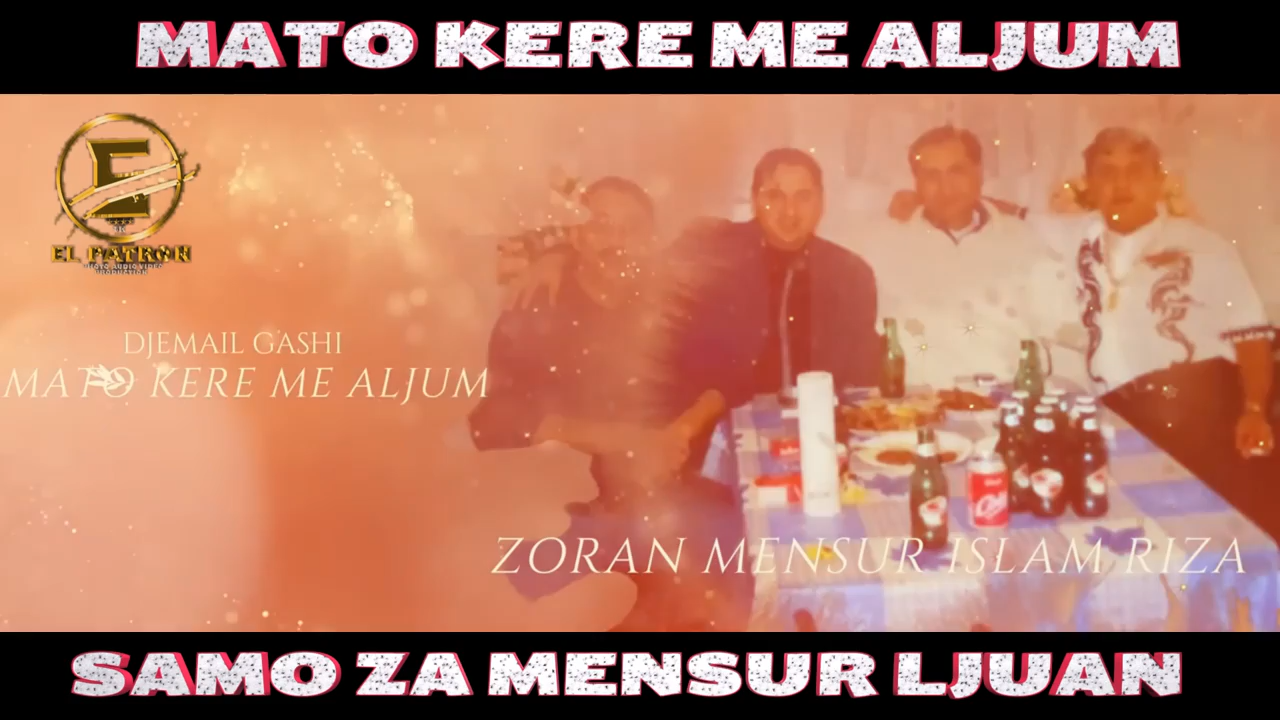 MATO KERE ME ALJUM
E
EL PATRON
DJEMAIL GASHI
MATO KERE ME ALJUM
ZORAN MENSUR ISLAM RIZA
SAMO ZA MENSUR LJUAN